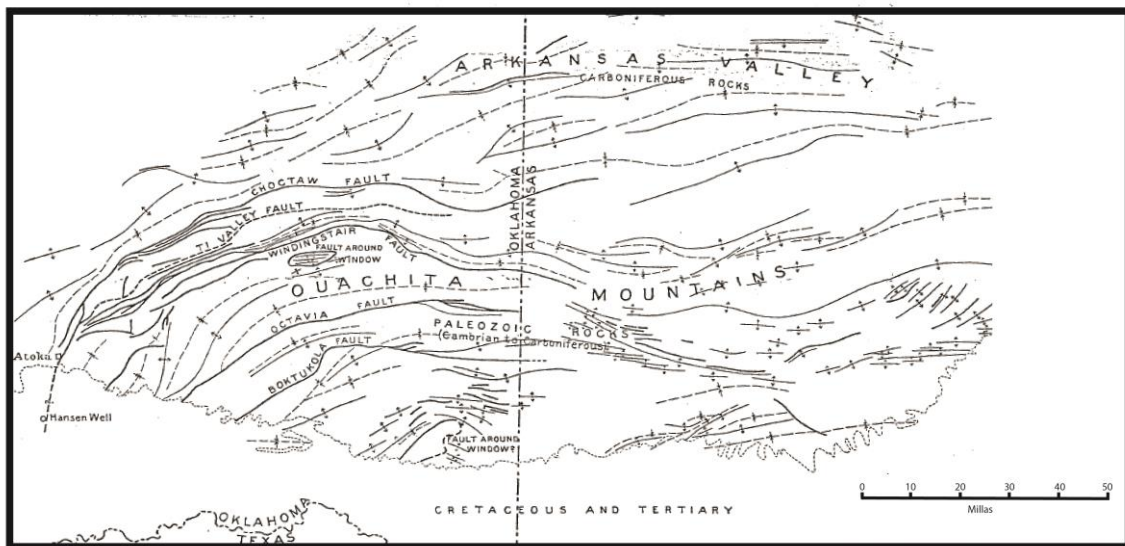 ARKANSAS VALLEY
CARBONIFEROUS ROCKS
OKLAHOMA
ARKANSAS
CHOCTAW FAULT
TI VALLEY FAULT
WINDINGSTAIR FAULT
FAULT AROUND
WINDOW
OUACHITA MOUNTAINS
OCTAVIA FAULT
PALEOZOIC ROCKS
(Cambrian to Carboniferous)
BOKTUKOLA FAULT
Atoka
Hansen Well
FAULT AROUND
WINDOW?
0 10 20 30 40 50
Millas
CRETACEOUS AND TERTIARY
OKLAHOMA
TEXAS